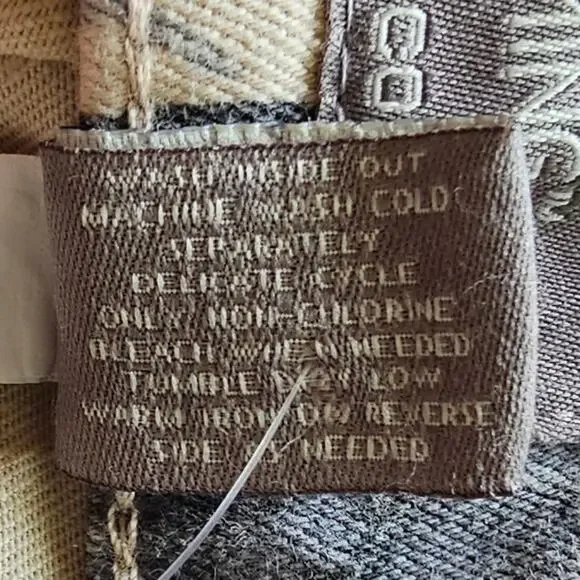 WASH INSIDE OUT
MACHINE WASH COLD
SEPARATELY
DELICATE CYCLE
ONLY NON-CHLORINE
BLEACH WHEN NEEDED
TUMBLE DRY LOW
WARM IRON ON REVERSE
SIDE AS NEEDED